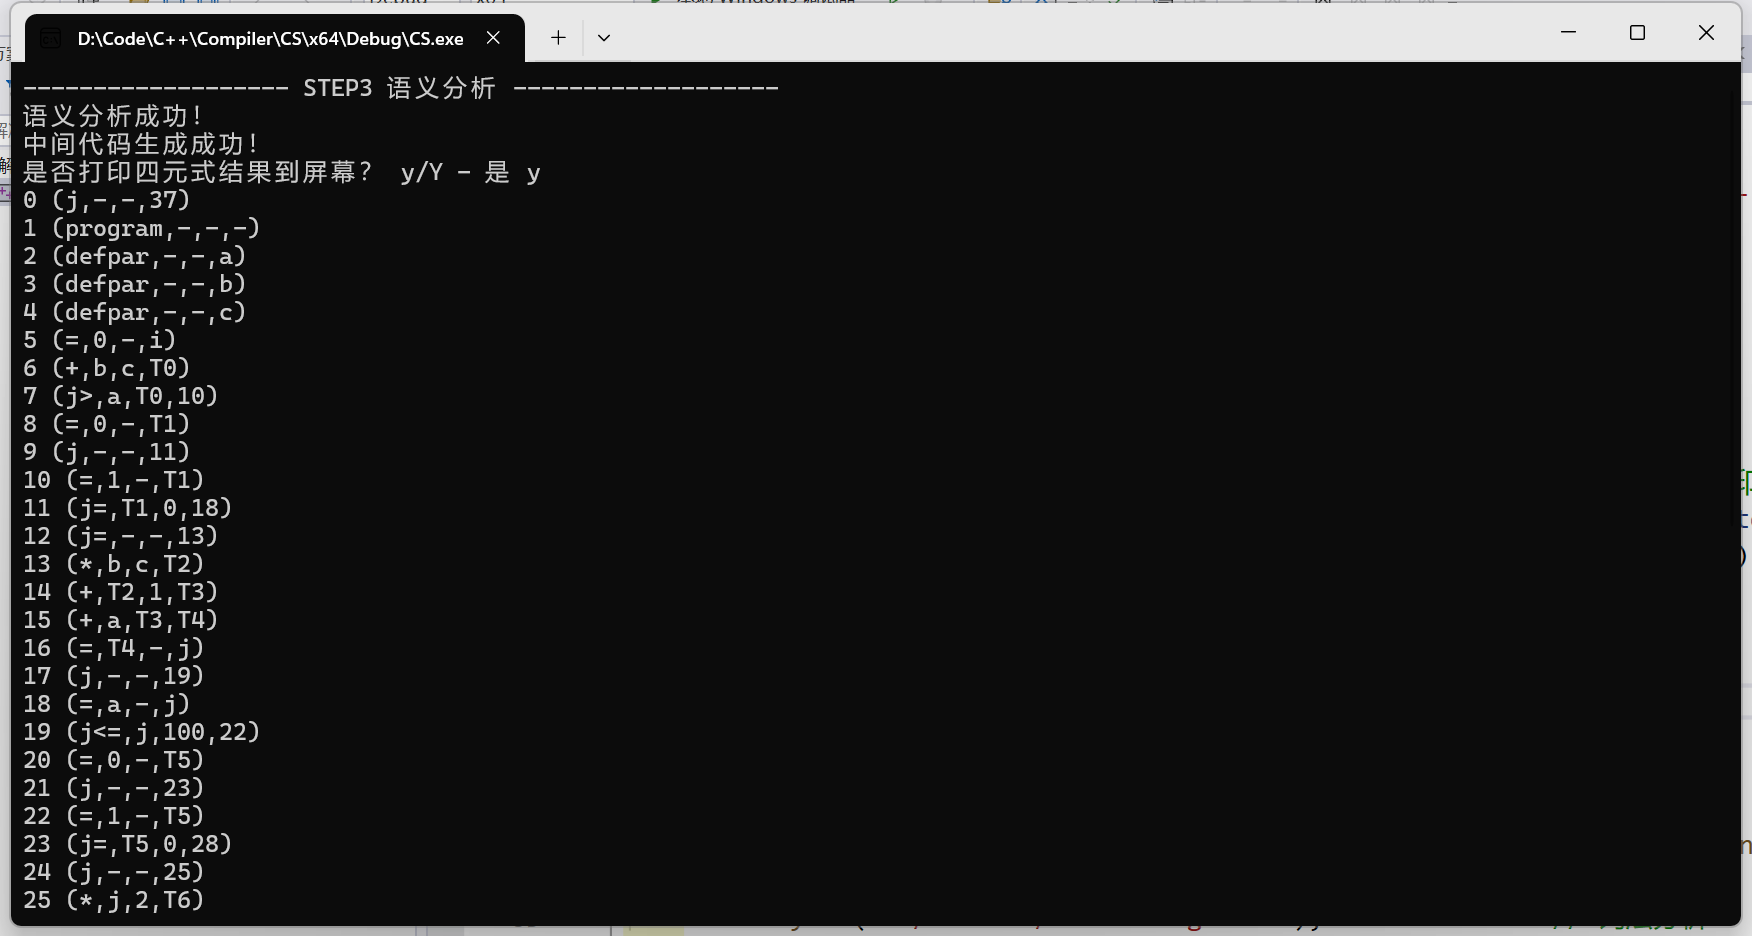 D:\Code\C++\Compiler\CS\x64\Debug\CS.exe
------------------- STEP3 语义分析 -------------------
语义分析成功!
中间代码生成成功!
是否打印四元式结果到屏幕? y/Y - 是 y
0 (j,-,-,37)
1 (program,-,-,-)
2 (defpar,-,-,a)
3 (defpar,-,-,b)
4 (defpar,-,-,c)
5 (=,0,-,i)
6 (+,b,c,T0)
7 (j>,a,T0,10)
8 (=,0,-,T1)
9 (j,-,-,11)
10 (=,1,-,T1)
11 (j=,T1,0,18)
12 (j=,-,-,13)
13 (*,b,c,T2)
14 (+,T2,1,T3)
15 (+,a,T3,T4)
16 (=,T4,-,j)
17 (j,-,-,19)
18 (=,a,-,j)
19 (j<=,j,100,22)
20 (=,0,-,T5)
21 (j,-,-,23)
22 (=,1,-,T5)
23 (j=,T5,0,28)
24 (j,-,-,25)
25 (*,j,2,T6)